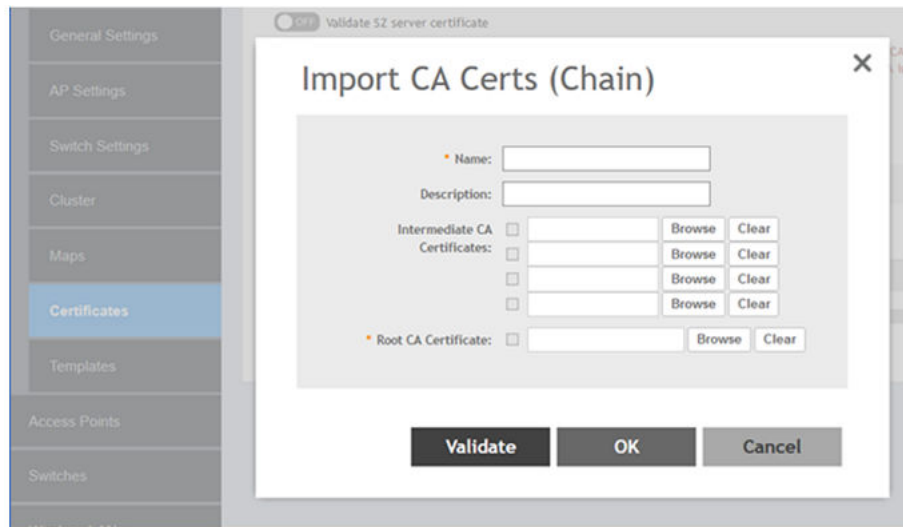 General Settings
OFF Validate SZ server certificate
AP Settings
Switch Settings
Cluster
Maps
Certificates
Templates
Access Points
Switches
Import CA Certs (Chain)
* Name:
Description:
Intermediate CA
Certificates:
Browse Clear
Browse Clear
Browse Clear
Browse Clear
* Root CA Certificate: Browse Clear
Validate OK Cancel